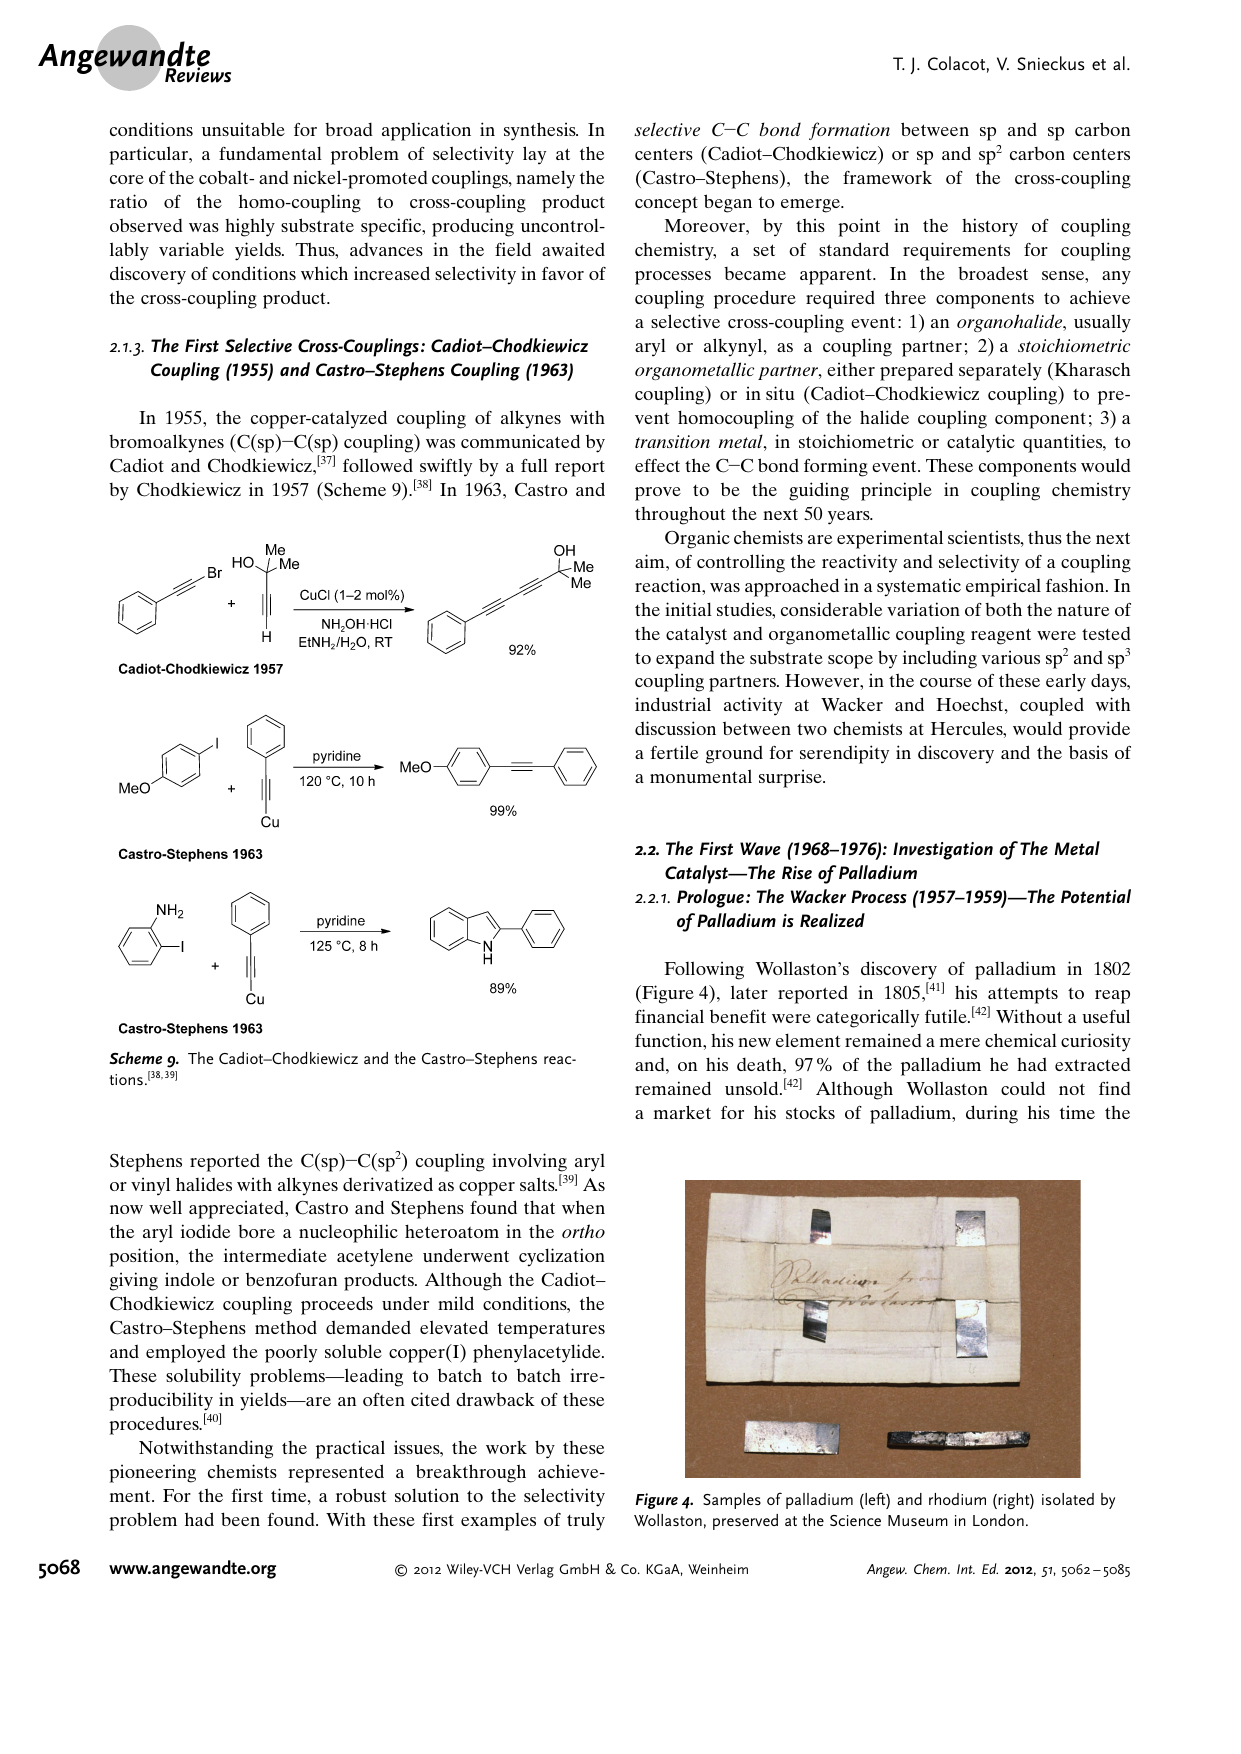 Angewandte
Reviews
T. J. Colacot, V. Snieckus et al.
conditions unsuitable for broad application in synthesis. In
particular, a fundamental problem of selectivity lay at the
core of the cobalt- and nickel-promoted couplings, namely the
ratio of the homo-coupling to cross-coupling product
observed was highly substrate specific, producing uncontrol-
lably variable yields. Thus, advances in the field awaited
discovery of conditions which increased selectivity in favor of
the cross-coupling product.
2.1.3. The First Selective Cross-Couplings: Cadiot–Chodkiewicz
Coupling (1955) and Castro–Stephens Coupling (1963)
In 1955, the copper-catalyzed coupling of alkynes with
bromoalkynes (C(sp)−C(sp) coupling) was communicated by
Cadiot and Chodkiewicz,[37] followed swiftly by a full report
by Chodkiewicz in 1957 (Scheme 9).[38] In 1963, Castro and
Br
+
HO
Me
Me
H
CuCl (1–2 mol%)
NH₂OH·HCl
EtNH₂/H₂O, RT
OH
Me
Me
92%
Cadiot-Chodkiewicz 1957
I
MeO
+
Cu
pyridine
120 °C, 10 h
MeO
99%
Castro-Stephens 1963
NH₂
I
+
Cu
pyridine
125 °C, 8 h
N
H
89%
Castro-Stephens 1963
Scheme 9. The Cadiot–Chodkiewicz and the Castro–Stephens reac-
tions.[38,39]
Stephens reported the C(sp)−C(sp²) coupling involving aryl
or vinyl halides with alkynes derivatized as copper salts.[39] As
now well appreciated, Castro and Stephens found that when
the aryl iodide bore a nucleophilic heteroatom in the ortho
position, the intermediate acetylene underwent cyclization
giving indole or benzofuran products. Although the Cadiot–
Chodkiewicz coupling proceeds under mild conditions, the
Castro–Stephens method demanded elevated temperatures
and employed the poorly soluble copper(I) phenylacetylide.
These solubility problems—leading to batch to batch irre-
producibility in yields—are an often cited drawback of these
procedures.[40]
Notwithstanding the practical issues, the work by these
pioneering chemists represented a breakthrough achieve-
ment. For the first time, a robust solution to the selectivity
problem had been found. With these first examples of truly
selective C−C bond formation between sp and sp carbon
centers (Cadiot–Chodkiewicz) or sp and sp² carbon centers
(Castro–Stephens), the framework of the cross-coupling
concept began to emerge.
Moreover, by this point in the history of coupling
chemistry, a set of standard requirements for coupling
processes became apparent. In the broadest sense, any
coupling procedure required three components to achieve
a selective cross-coupling event: 1) an organohalide, usually
aryl or alkynyl, as a coupling partner; 2) a stoichiometric
organometallic partner, either prepared separately (Kharasch
coupling) or in situ (Cadiot–Chodkiewicz coupling) to pre-
vent homocoupling of the halide coupling component; 3) a
transition metal, in stoichiometric or catalytic quantities, to
effect the C−C bond forming event. These components would
prove to be the guiding principle in coupling chemistry
throughout the next 50 years.
Organic chemists are experimental scientists, thus the next
aim, of controlling the reactivity and selectivity of a coupling
reaction, was approached in a systematic empirical fashion. In
the initial studies, considerable variation of both the nature of
the catalyst and organometallic coupling reagent were tested
to expand the substrate scope by including various sp² and sp³
coupling partners. However, in the course of these early days,
industrial activity at Wacker and Hoechst, coupled with
discussion between two chemists at Hercules, would provide
a fertile ground for serendipity in discovery and the basis of
a monumental surprise.
2.2. The First Wave (1968–1976): Investigation of The Metal
Catalyst—The Rise of Palladium
2.2.1. Prologue: The Wacker Process (1957–1959)—The Potential
of Palladium is Realized
Following Wollaston's discovery of palladium in 1802
(Figure 4), later reported in 1805,[41] his attempts to reap
financial benefit were categorically futile.[42] Without a useful
function, his new element remained a mere chemical curiosity
and, on his death, 97% of the palladium he had extracted
remained unsold.[42] Although Wollaston could not find
a market for his stocks of palladium, during his time the
Palladium from
Wollaston
Figure 4. Samples of palladium (left) and rhodium (right) isolated by
Wollaston, preserved at the Science Museum in London.
5068
www.angewandte.org
© 2012 Wiley-VCH Verlag GmbH & Co. KGaA, Weinheim
Angew. Chem. Int. Ed. 2012, 51, 5062–5085